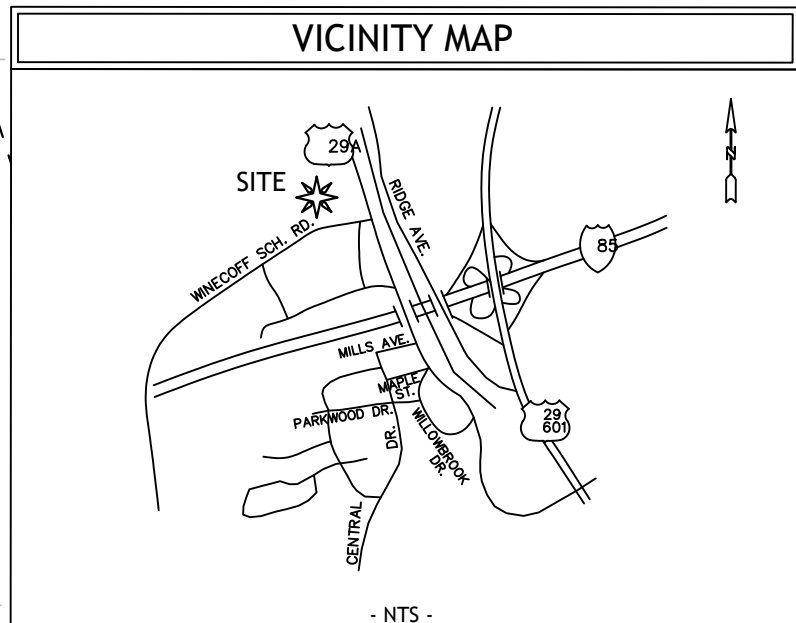 VICINITY MAP
29A
SITE
N
RIDGE AVE.
WINECOFF SCH. RD.
85
MILLS AVE.
MAPLE
ST.
PARKWOOD DR.
29
601
WILLOWBROOK
DR.
CENTRAL DR.
- NTS -